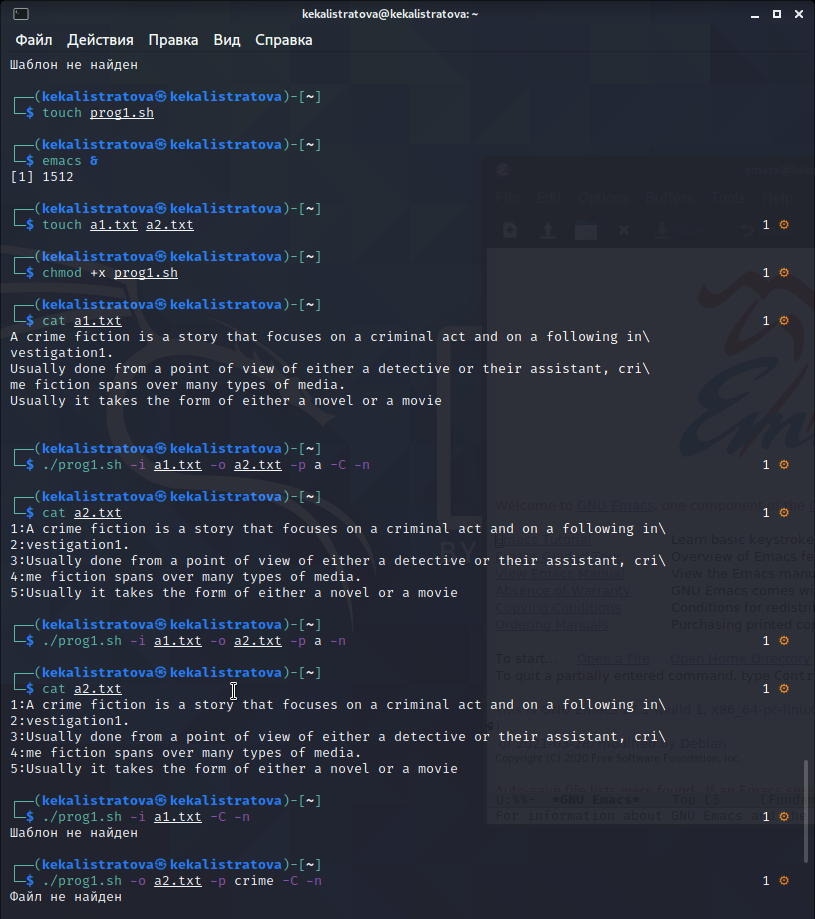 kekalistratova@kekalistratova: ~
Файл Действия Правка Вид Справка
Шаблон не найден
┌──(kekalistratova㉿kekalistratova)-[~]
└─$ touch prog1.sh
┌──(kekalistratova㉿kekalistratova)-[~]
└─$ emacs &
[1] 1512
┌──(kekalistratova㉿kekalistratova)-[~]
└─$ touch a1.txt a2.txt 1 ⚙
┌──(kekalistratova㉿kekalistratova)-[~]
└─$ chmod +x prog1.sh 1 ⚙
┌──(kekalistratova㉿kekalistratova)-[~]
└─$ cat a1.txt 1 ⚙
A crime fiction is a story that focuses on a criminal act and on a following in\
vestigation1.
Usually done from a point of view of either a detective or their assistant, cri\
me fiction spans over many types of media.
Usually it takes the form of either a novel or a movie
┌──(kekalistratova㉿kekalistratova)-[~]
└─$ ./prog1.sh -i a1.txt -o a2.txt -p a -C -n 1 ⚙
┌──(kekalistratova㉿kekalistratova)-[~]
└─$ cat a2.txt 1 ⚙
1:A crime fiction is a story that focuses on a criminal act and on a following in\
2:vestigation1.
3:Usually done from a point of view of either a detective or their assistant, cri\
4:me fiction spans over many types of media.
5:Usually it takes the form of either a novel or a movie
┌──(kekalistratova㉿kekalistratova)-[~]
└─$ ./prog1.sh -i a1.txt -o a2.txt -p a -n 1 ⚙
┌──(kekalistratova㉿kekalistratova)-[~]
└─$ cat a2.txt 1 ⚙
1:A crime fiction is a story that focuses on a criminal act and on a following in\
2:vestigation1.
3:Usually done from a point of view of either a detective or their assistant, cri\
4:me fiction spans over many types of media.
5:Usually it takes the form of either a novel or a movie
┌──(kekalistratova㉿kekalistratova)-[~]
└─$ ./prog1.sh -i a1.txt -C -n 1 ⚙
Шаблон не найден
┌──(kekalistratova㉿kekalistratova)-[~]
└─$ ./prog1.sh -o a2.txt -p crime -C -n 1 ⚙
Файл не найден